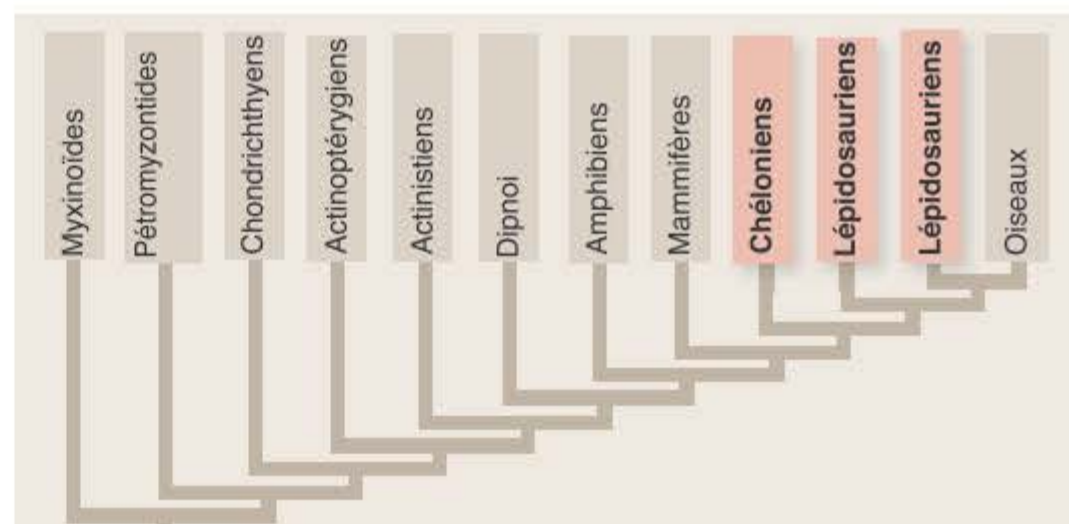 Myxinoïdes
Pétromyzontides
Chondrichthyens
Actinoptérygiens
Actinistiens
Dipnoi
Amphibiens
Mammifères
Chéloniens
Lépidosauriens
Lépidosauriens
Oiseaux